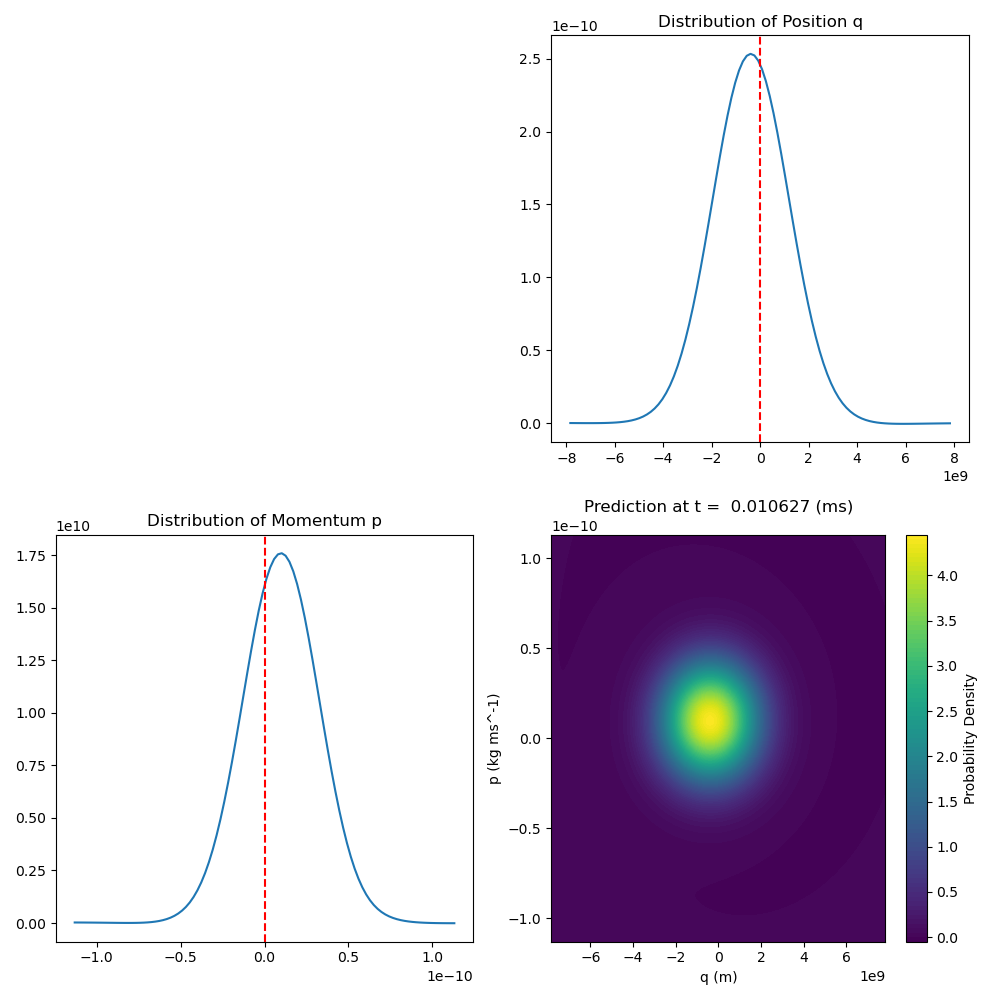 Distribution of Position q
1e−10
2.5
2.0
1.5
1.0
0.5
0.0
−8 −6 −4 −2 0 2 4 6 8
1e9
Distribution of Momentum p
1e10
1.75
1.50
1.25
1.00
0.75
0.50
0.25
0.00
−1.0 −0.5 0.0 0.5 1.0
1e−10
Prediction at t =  0.010627 (ms)
1e−10
1.0
0.5
0.0
−0.5
−1.0
p (kg ms^-1)
−6 −4 −2 0 2 4 6
1e9
q (m)
4.0
3.5
3.0
2.5
2.0
1.5
1.0
0.5
0.0
Probability Density